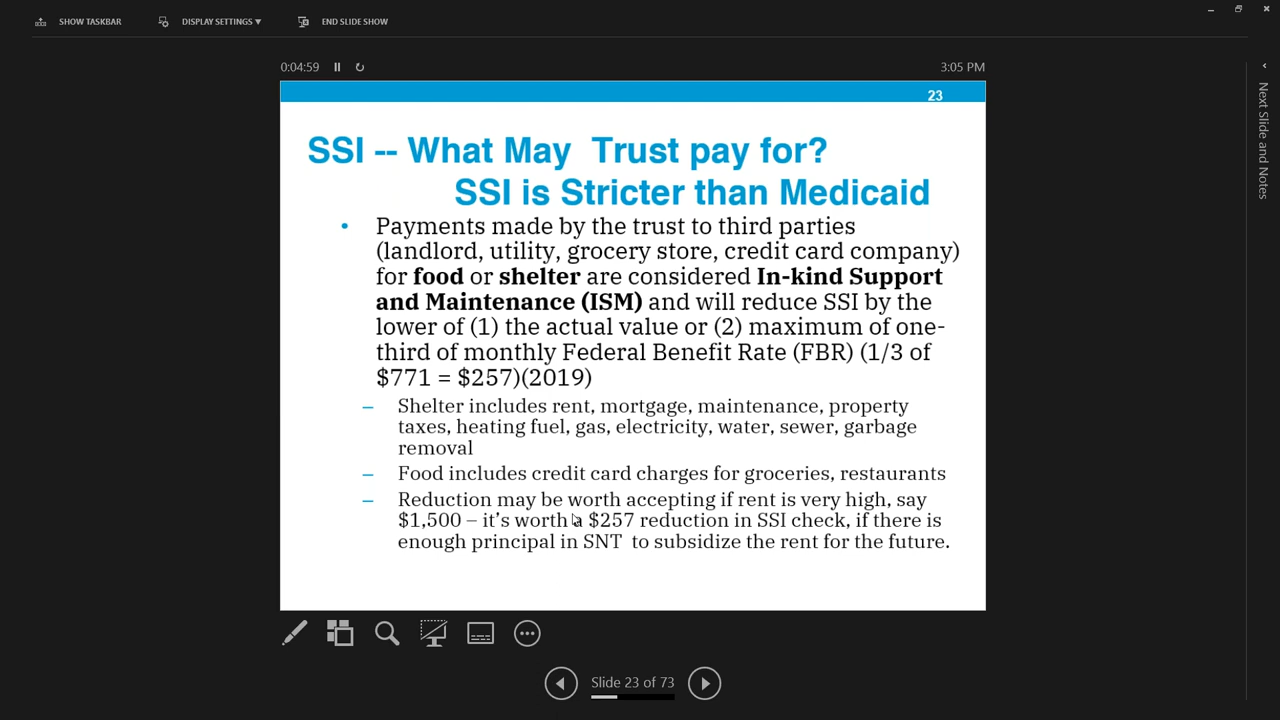 SHOW TASKBAR DISPLAY SETTINGS ▼ END SLIDE SHOW
0:04:59 3:05 PM
23
SSI -- What May Trust pay for?
SSI is Stricter than Medicaid
• Payments made by the trust to third parties
(landlord, utility, grocery store, credit card company)
for food or shelter are considered In-kind Support
and Maintenance (ISM) and will reduce SSI by the
lower of (1) the actual value or (2) maximum of one-
third of monthly Federal Benefit Rate (FBR) (1/3 of
$771 = $257)(2019)
– Shelter includes rent, mortgage, maintenance, property
taxes, heating fuel, gas, electricity, water, sewer, garbage
removal
– Food includes credit card charges for groceries, restaurants
– Reduction may be worth accepting if rent is very high, say
$1,500 – it's worth a $257 reduction in SSI check, if there is
enough principal in SNT to subsidize the rent for the future.
Slide 23 of 73
Next Slide and Notes